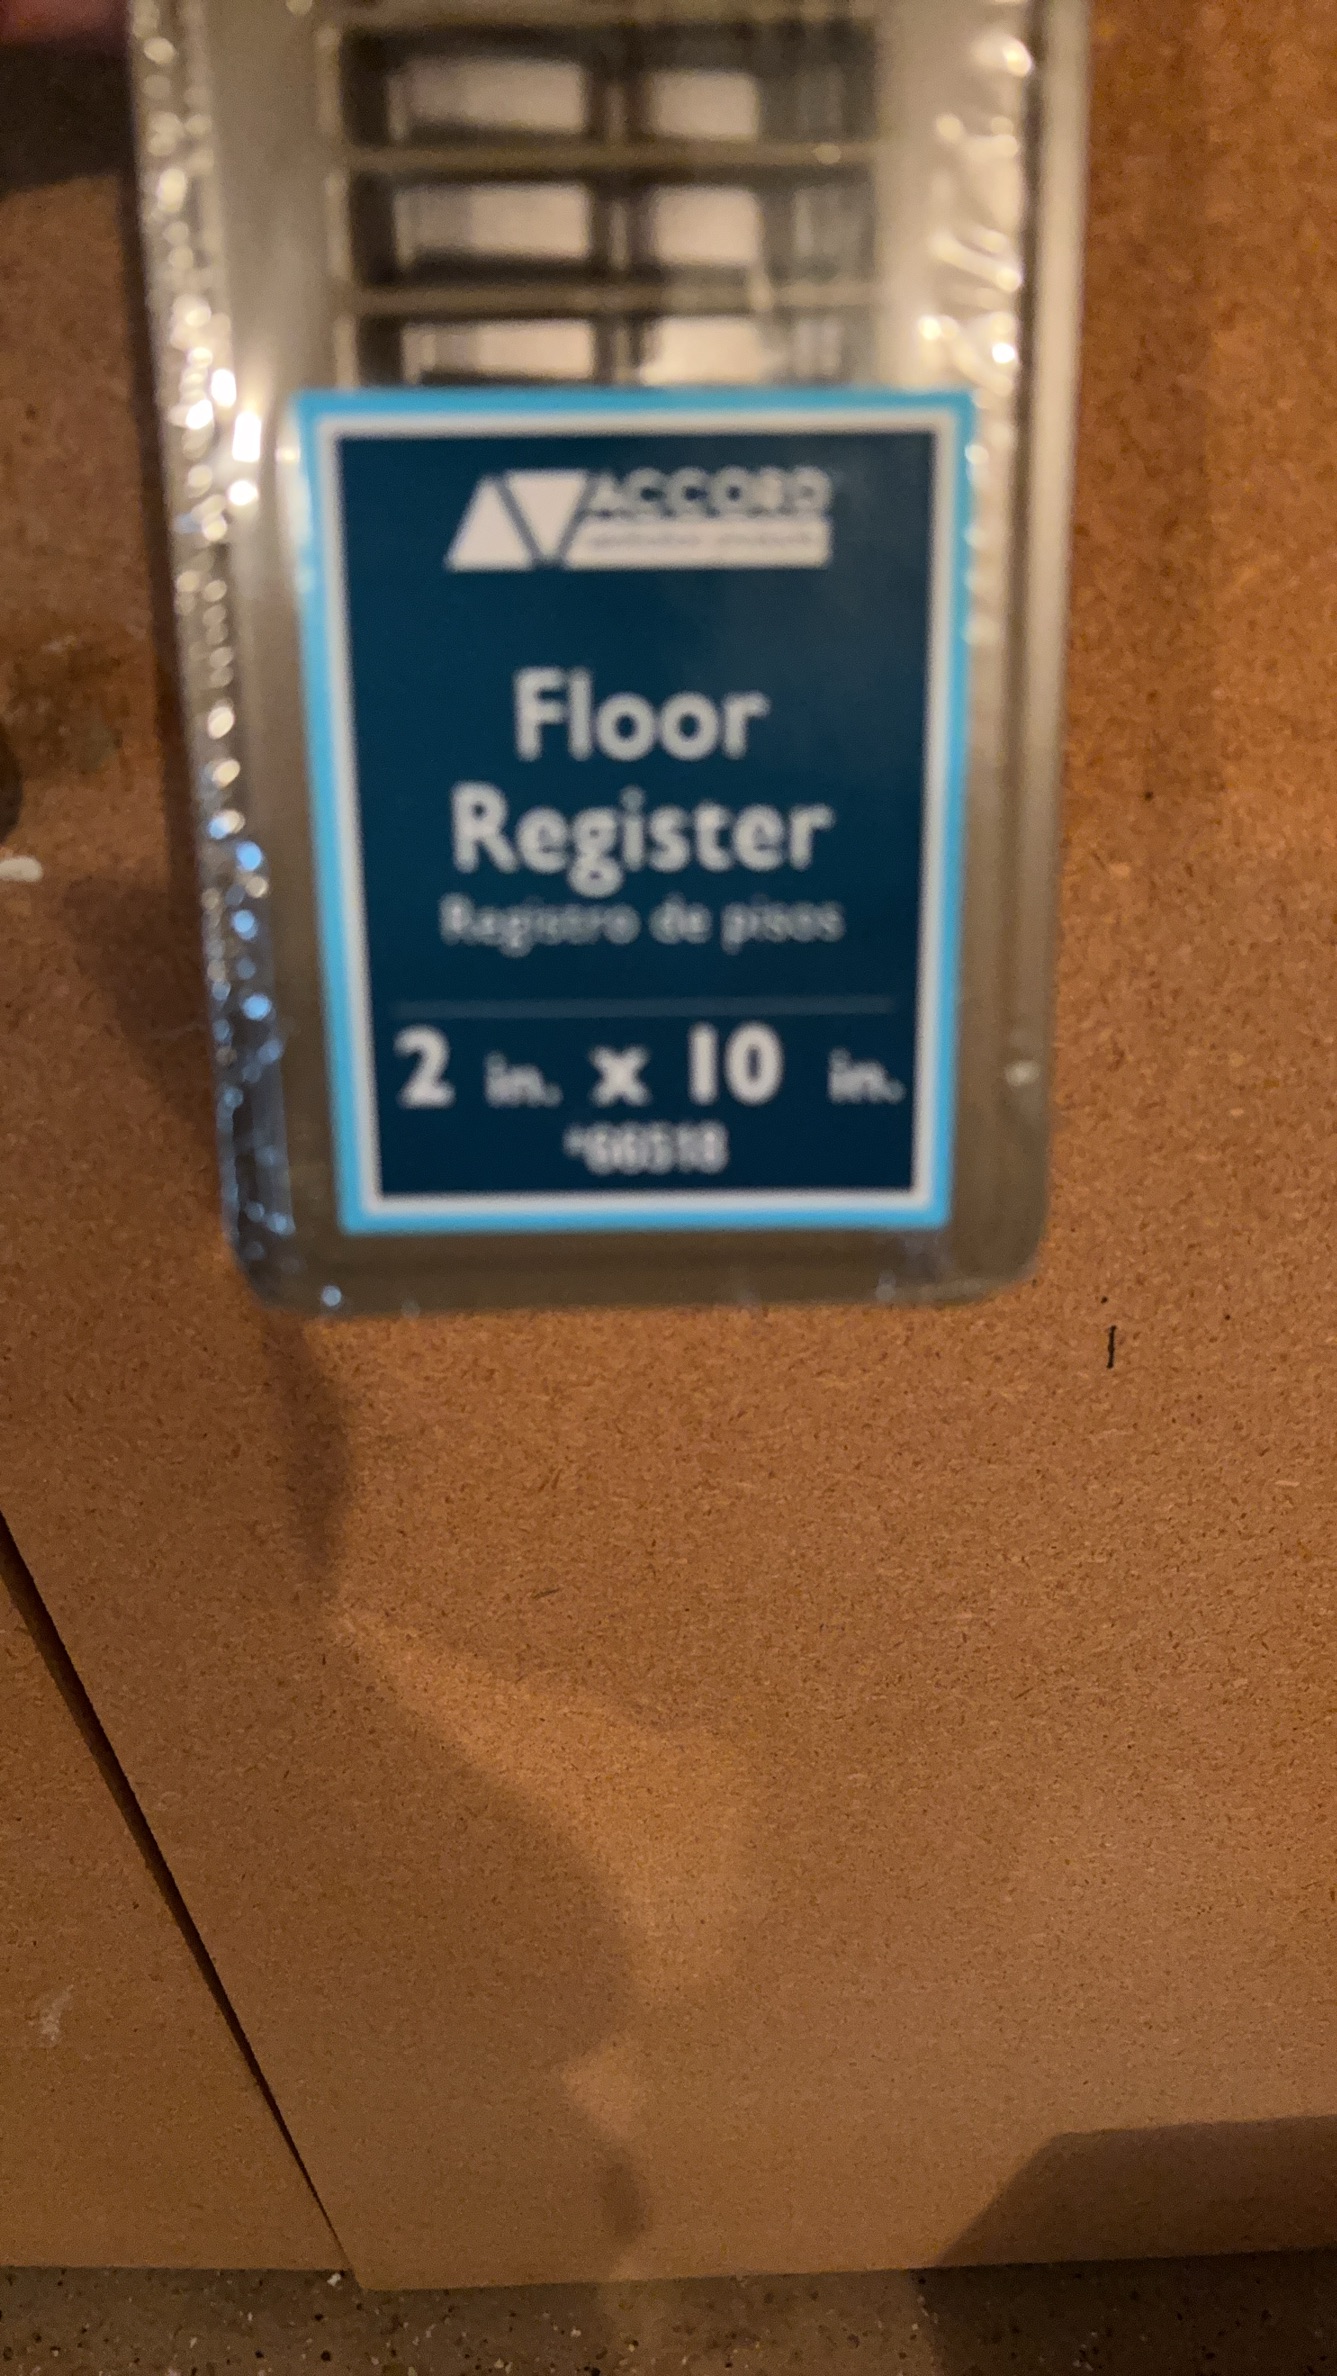 ACCORD
Floor
Register
Registro de pisos
2 in. x 10 in.